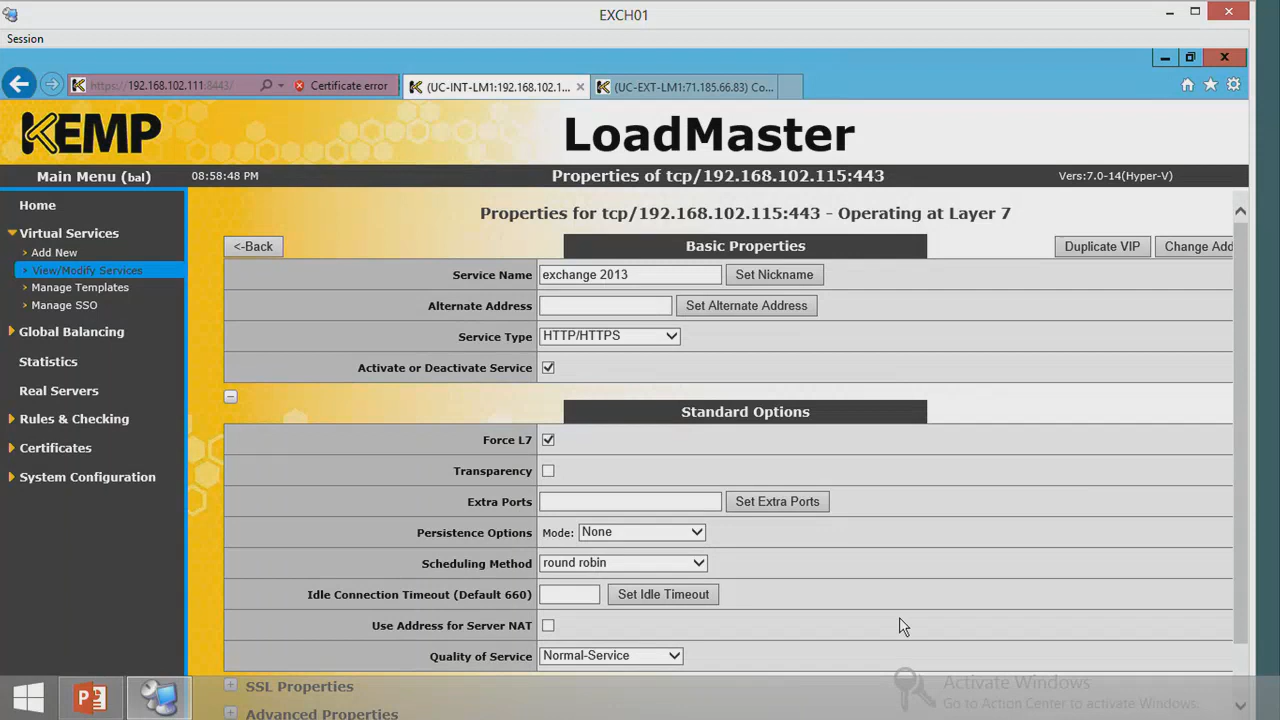 EXCH01
Session
https://192.168.102.111:8443/ Certificate error (UC-INT-LM1:192.168.102.1... (UC-EXT-LM1:71.185.66.83) Co...
KEMP LoadMaster
Main Menu (bal) 08:58:48 PM Properties of tcp/192.168.102.115:443 Vers:7.0-14(Hyper-V)
Home
Virtual Services
Add New
View/Modify Services
Manage Templates
Manage SSO
Global Balancing
Statistics
Real Servers
Rules & Checking
Certificates
System Configuration
Properties for tcp/192.168.102.115:443 - Operating at Layer 7
<-Back Basic Properties Duplicate VIP Change Add
Service Name exchange 2013 Set Nickname
Alternate Address Set Alternate Address
Service Type HTTP/HTTPS
Activate or Deactivate Service
Standard Options
Force L7
Transparency
Extra Ports Set Extra Ports
Persistence Options Mode: None
Scheduling Method round robin
Idle Connection Timeout (Default 660) Set Idle Timeout
Use Address for Server NAT
Quality of Service Normal-Service
SSL Properties
Advanced Properties
Activate Windows
Go to Action Center to activate Windows.